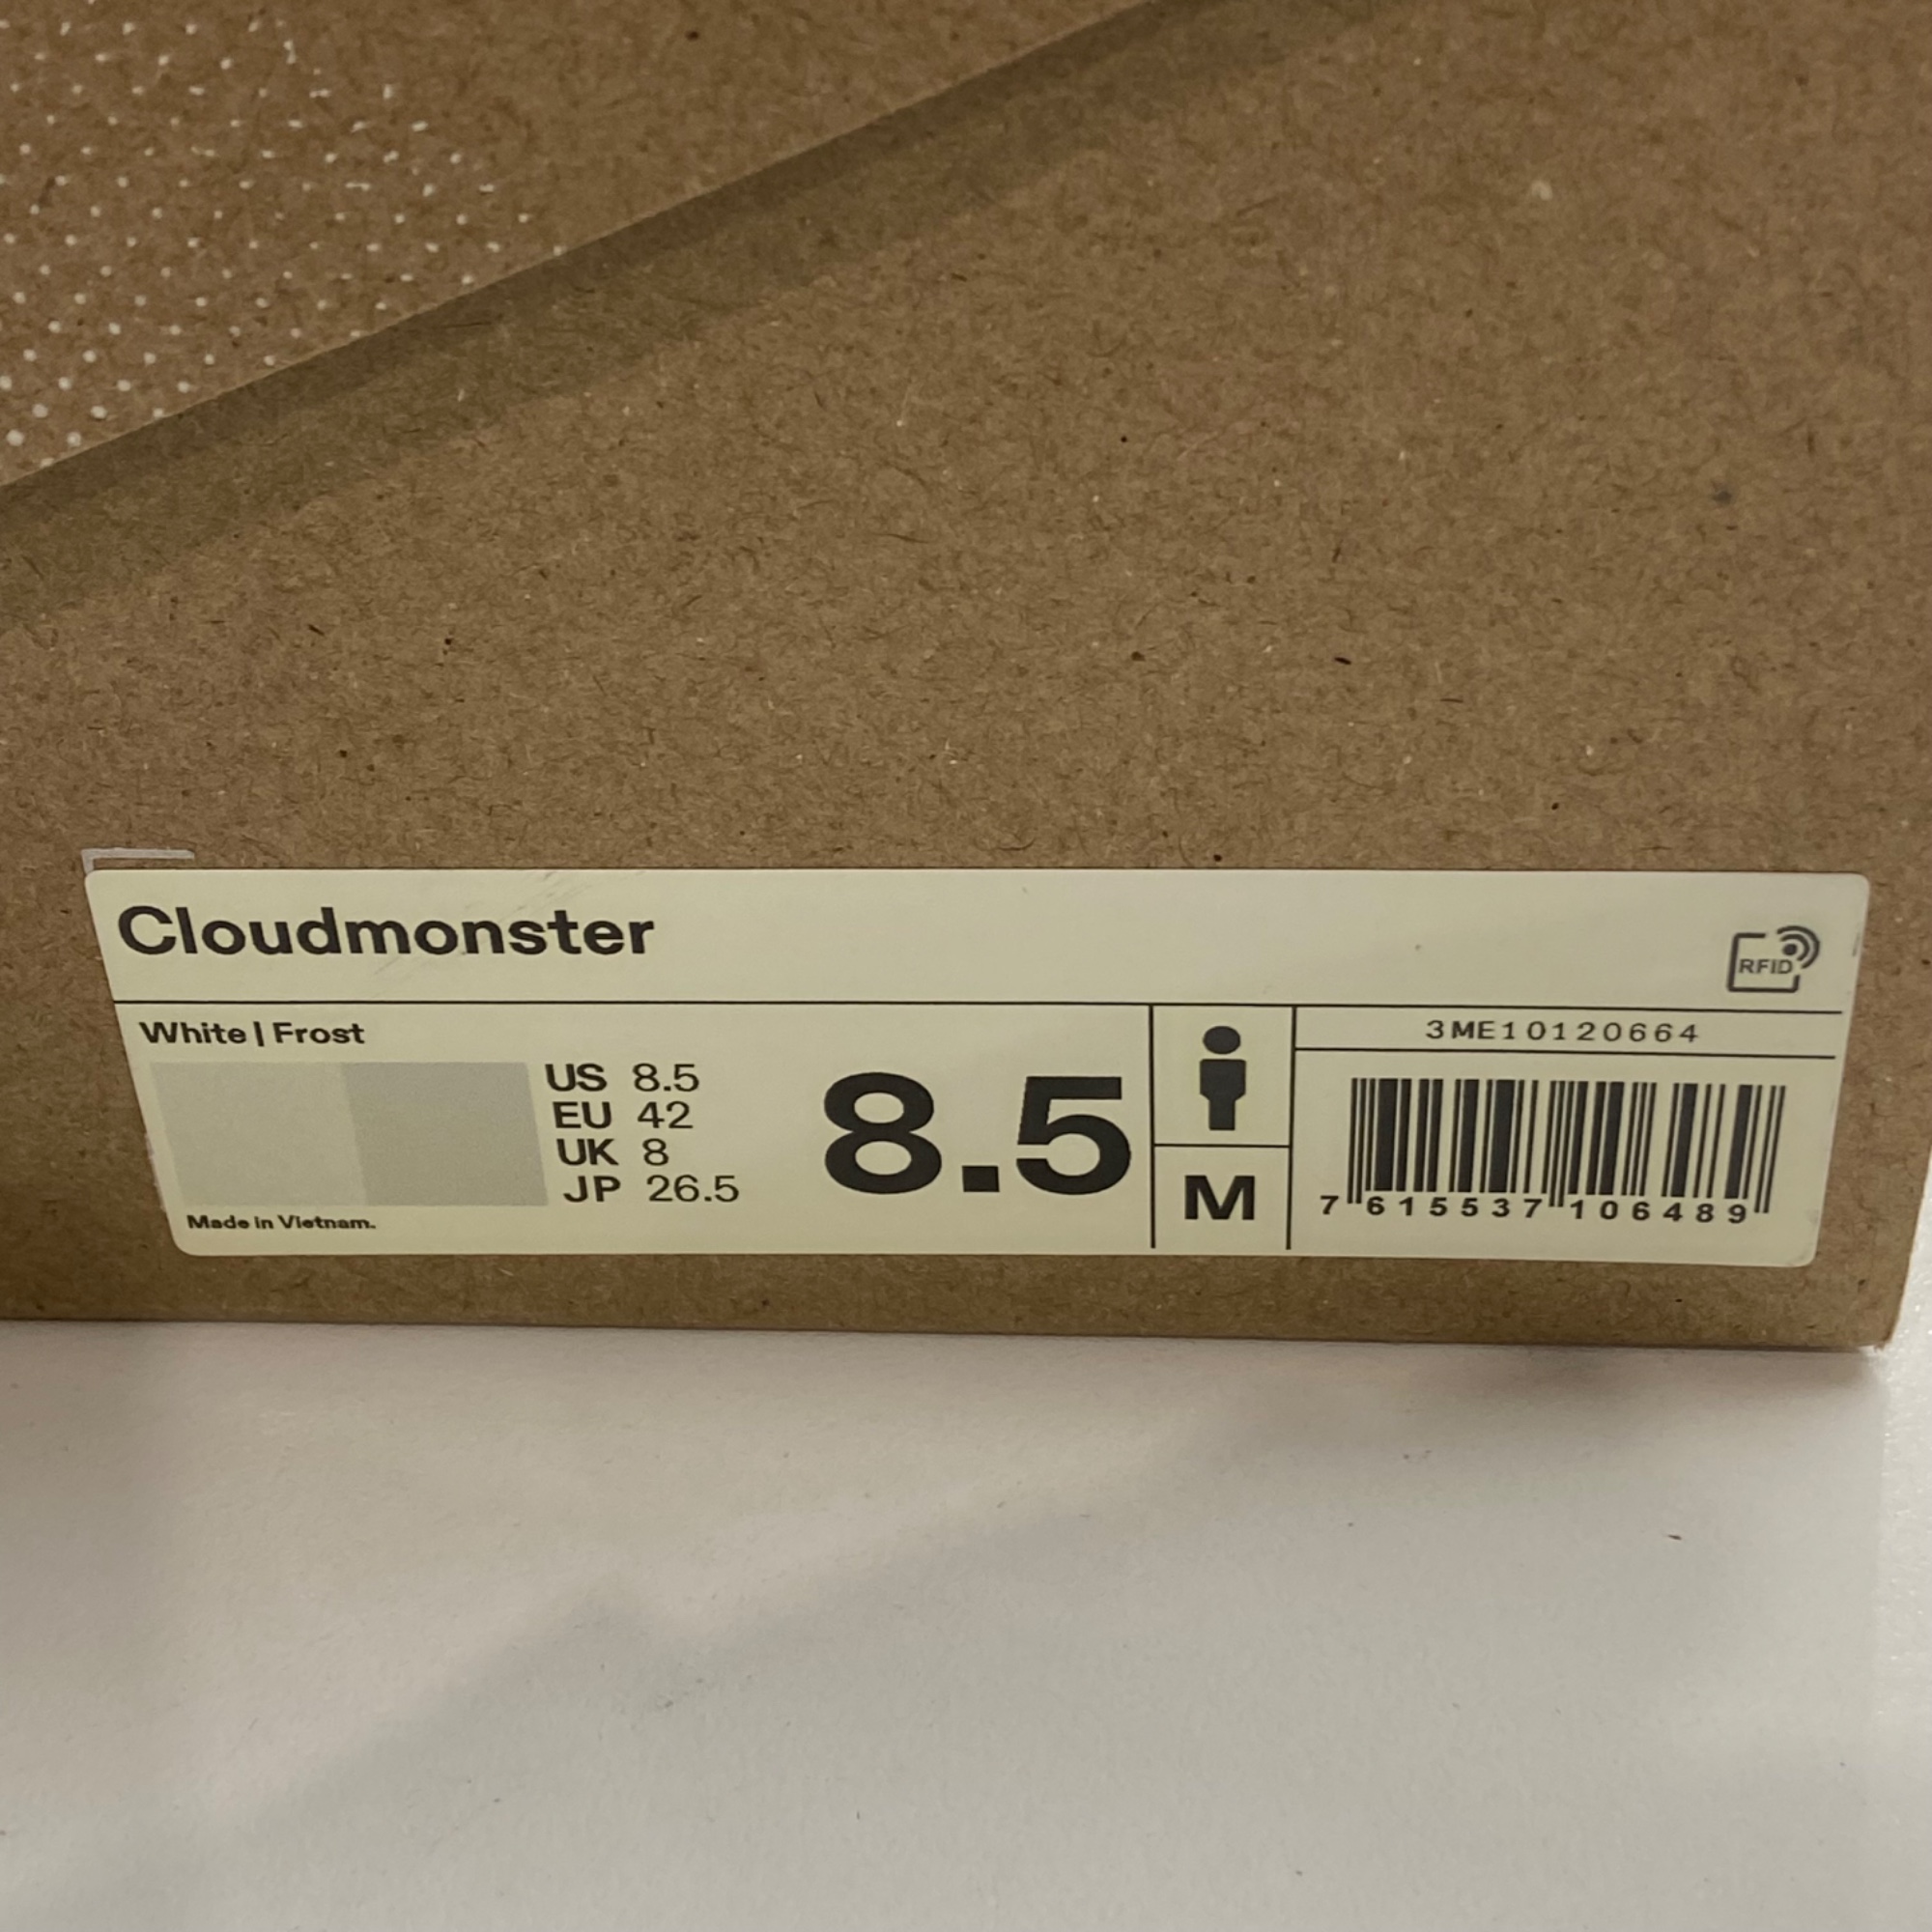 Cloudmonster
RFID
White | Frost
US 8.5
EU 42
UK 8
JP 26.5
Made in Vietnam.
8.5
M
3ME10120664
7 615537 106489